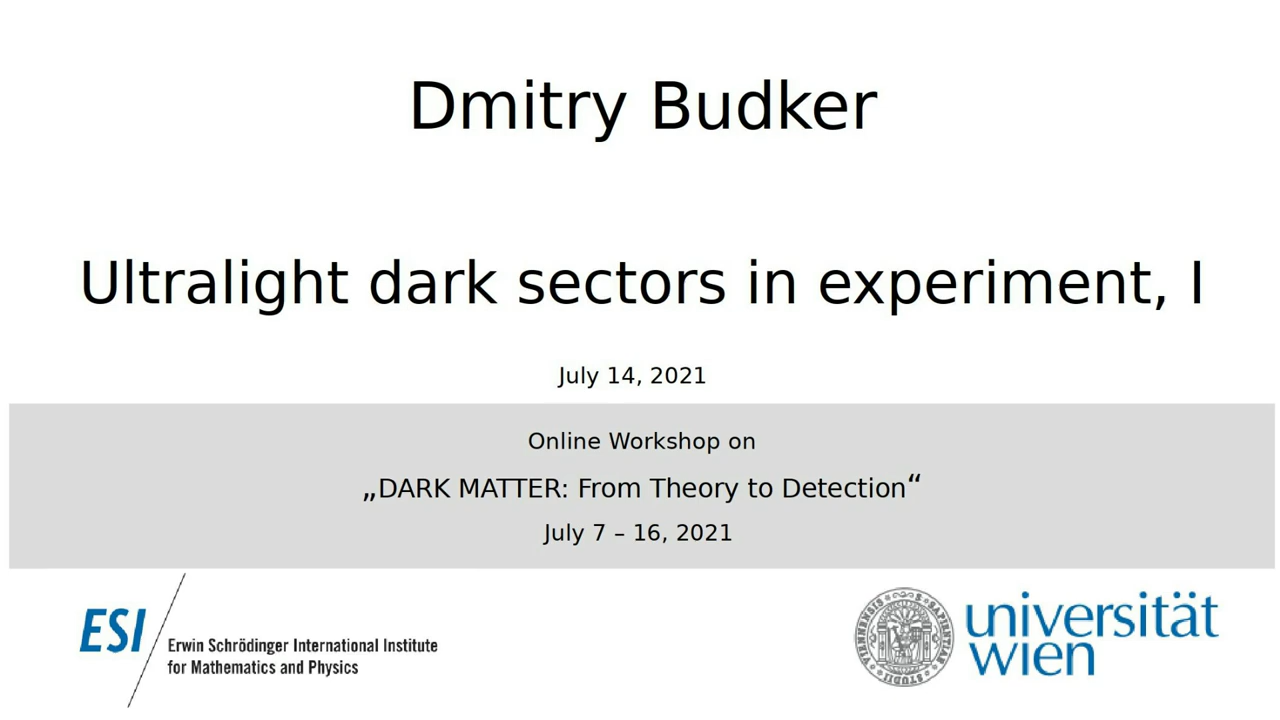 Dmitry Budker
Ultralight dark sectors in experiment, I
July 14, 2021
Online Workshop on
„DARK MATTER: From Theory to Detection“
July 7 – 16, 2021
ESI
Erwin Schrödinger International Institute
for Mathematics and Physics
universität
wien